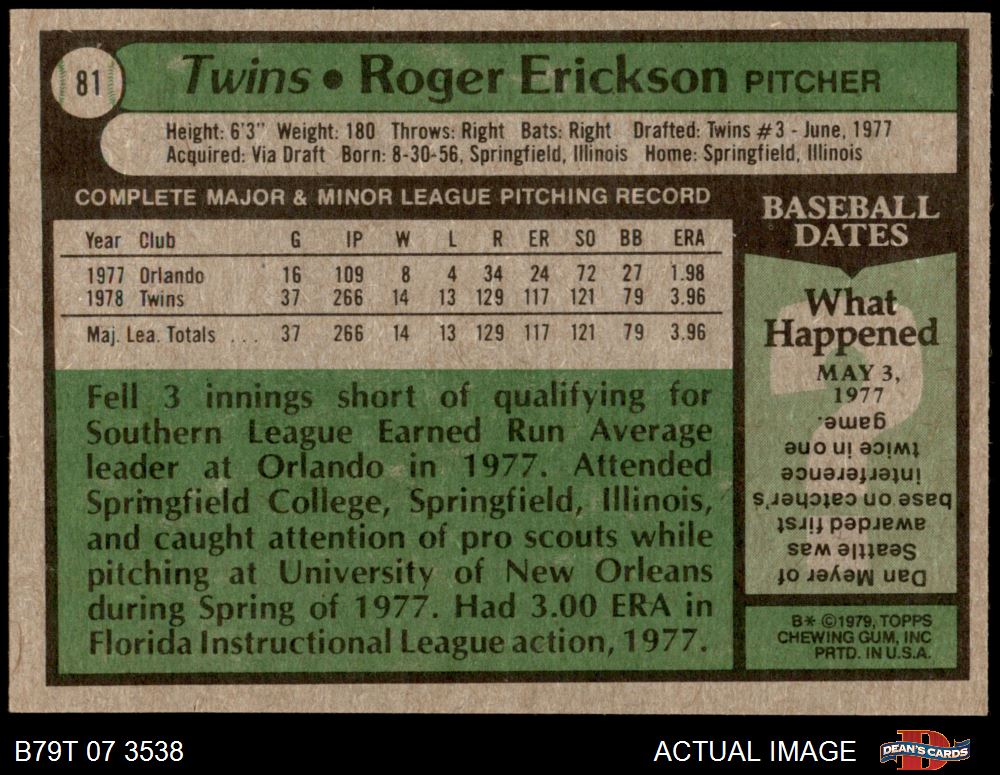 81
Twins • Roger Erickson PITCHER
Height: 6'3" Weight: 180 Throws: Right Bats: Right Drafted: Twins #3 - June, 1977
Acquired: Via Draft Born: 8-30-56, Springfield, Illinois Home: Springfield, Illinois
COMPLETE MAJOR & MINOR LEAGUE PITCHING RECORD
Year Club G IP W L R ER SO BB ERA
1977 Orlando 16 109 8 4 34 24 72 27 1.98
1978 Twins 37 266 14 13 129 117 121 79 3.96
Maj. Lea. Totals . . . 37 266 14 13 129 117 121 79 3.96
Fell 3 innings short of qualifying for
Southern League Earned Run Average
leader at Orlando in 1977. Attended
Springfield College, Springfield, Illinois,
and caught attention of pro scouts while
pitching at University of New Orleans
during Spring of 1977. Had 3.00 ERA in
Florida Instructional League action, 1977.
BASEBALL
DATES
What
Happened
MAY 3,
1977
?
Dan Meyer of
Seattle was
awarded first
base on catcher's
interference
twice in one
game.
B* ©1979, TOPPS
CHEWING GUM, INC
PRTD. IN U.S.A.
B79T 07 3538
ACTUAL IMAGE
D
DEAN'S CARDS